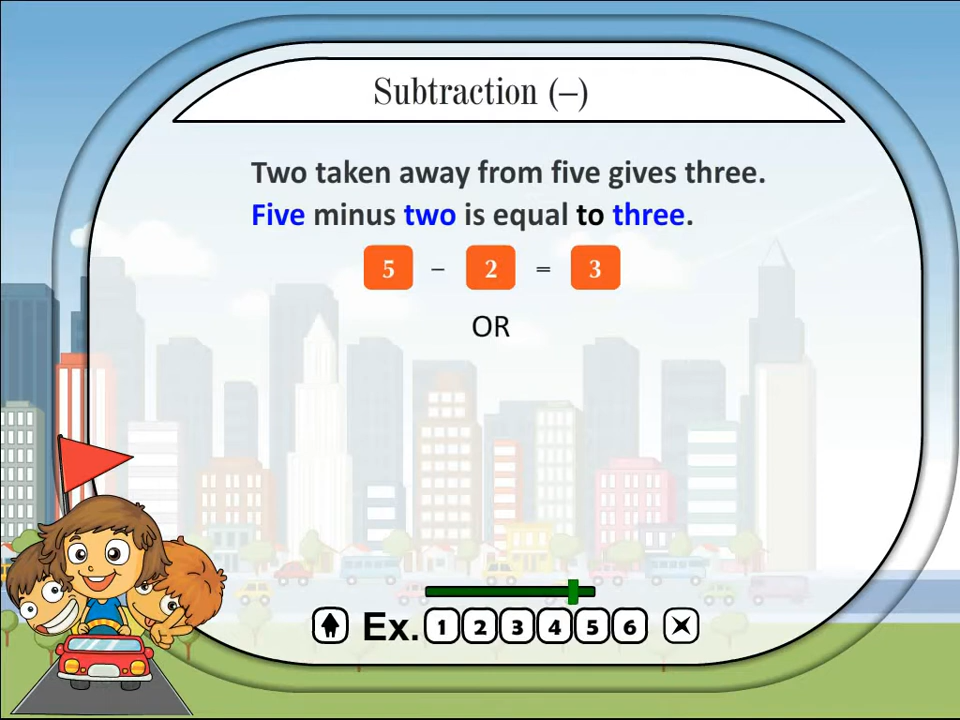 Subtraction (–)
Two taken away from five gives three.
Five minus two is equal to three.
5 – 2 = 3
OR
Ex. 1 2 3 4 5 6